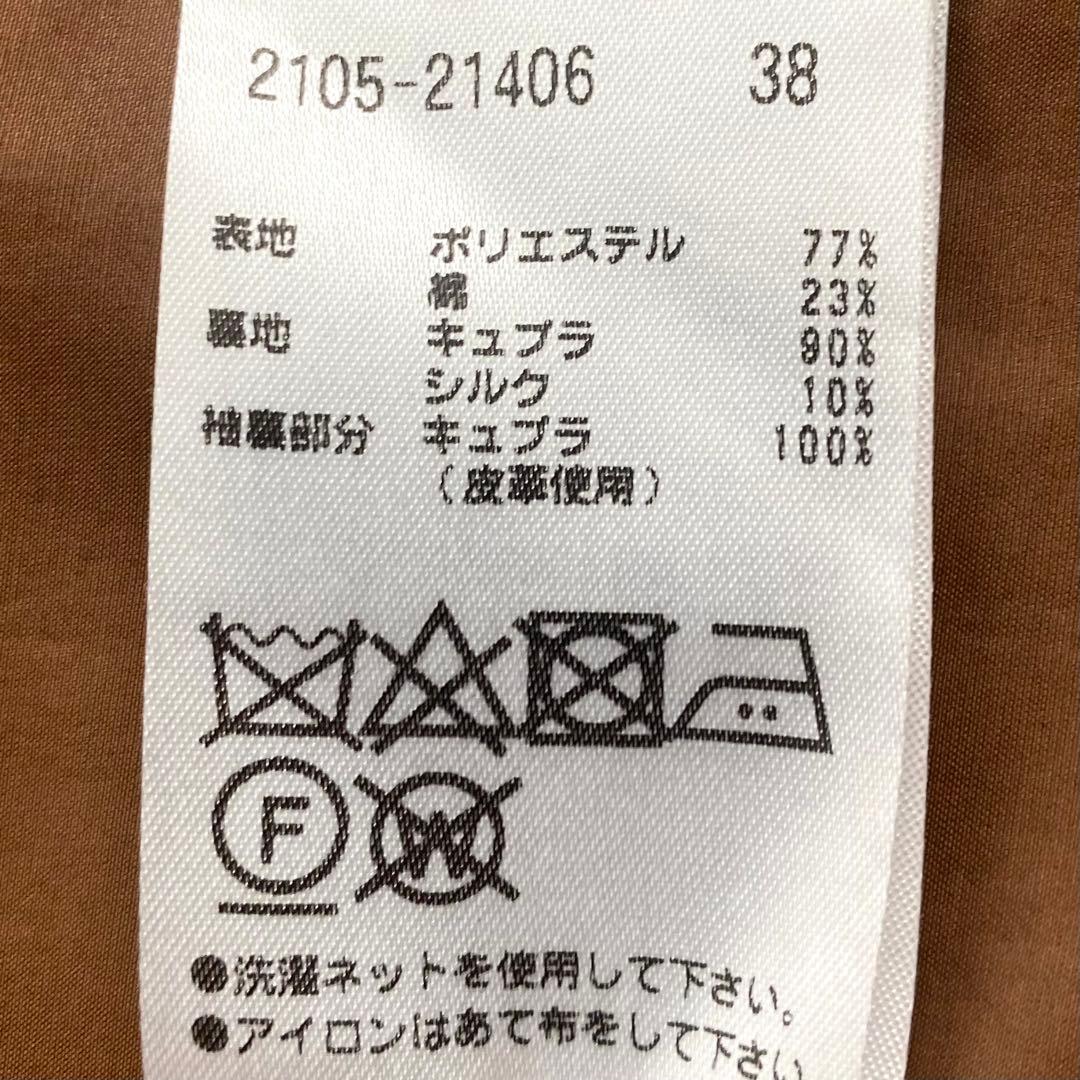 2105-21406 38
表地 ポリエステル 77%
綿 23%
裏地 キュプラ 90%
シルク 10%
袖裏部分 キュプラ 100%
(皮革使用)
F W
●洗濯ネットを使用して下さい。
●アイロンはあて布をして下さい